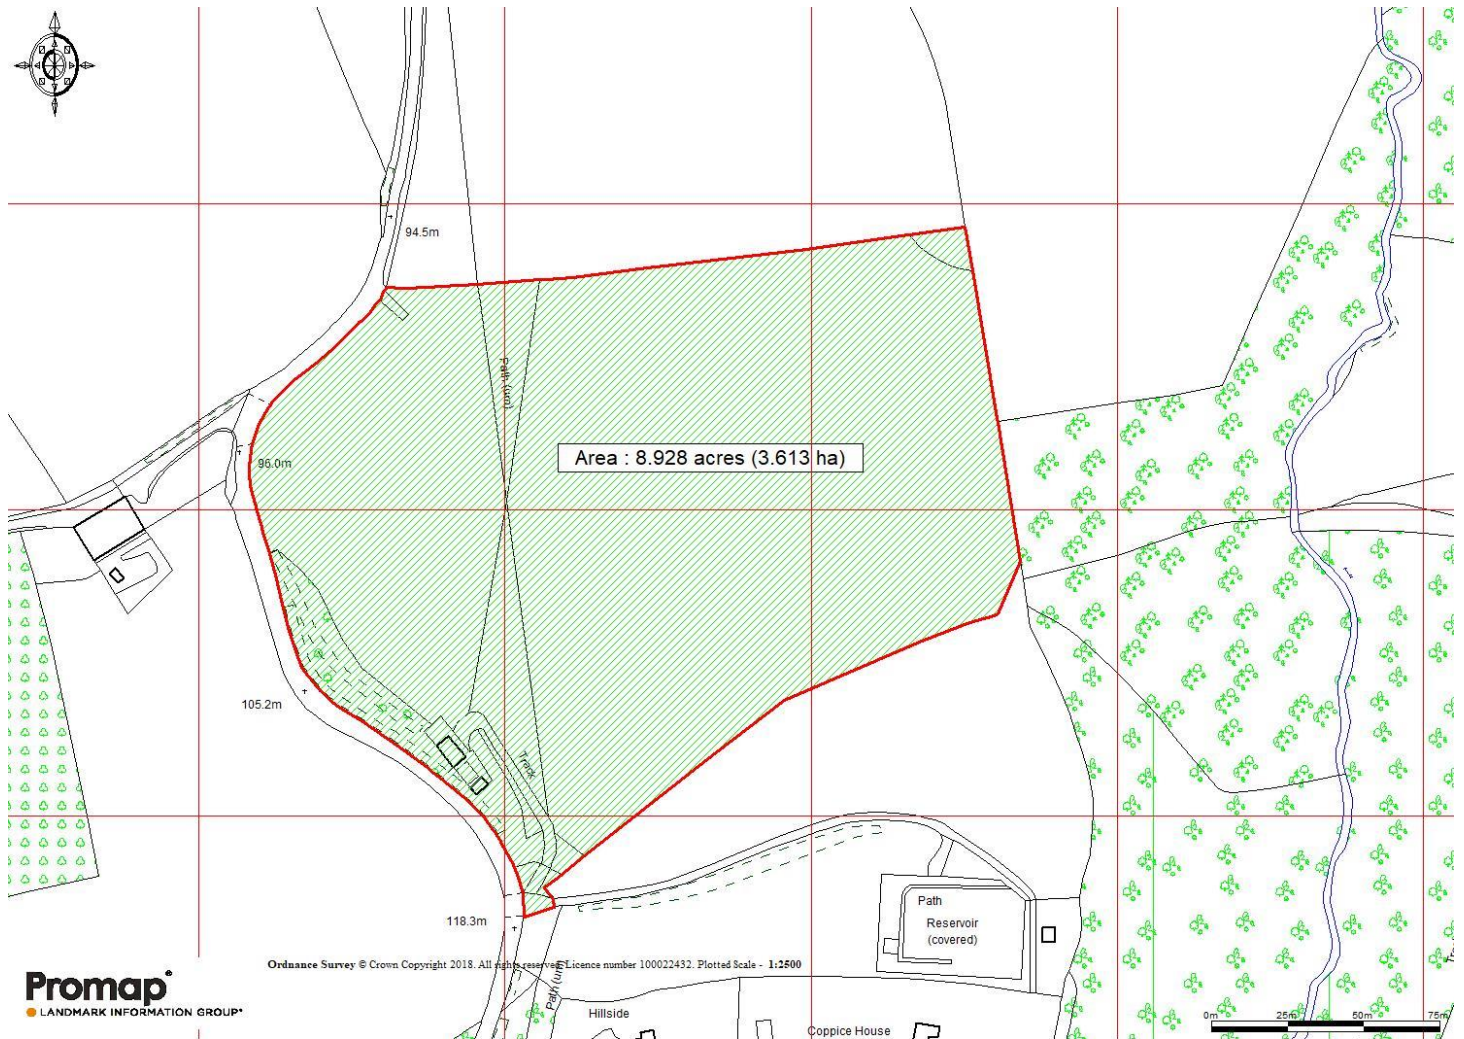 94.5m
Path (um)
Area : 8.928 acres (3.613 ha)
96.0m
105.2m
Track
118.3m
Path
Reservoir
(covered)
Ordnance Survey © Crown Copyright 2018. All rights reserved. Licence number 100022432. Plotted Scale - 1:2500
Path (um)
Promap
LANDMARK INFORMATION GROUP
Hillside
Coppice House
0m 25m 50m 75m